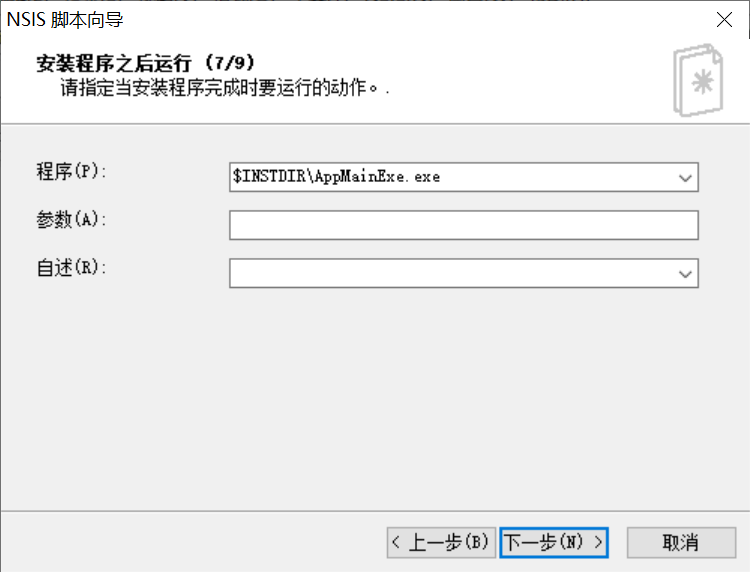 NSIS 脚本向导
安装程序之后运行 (7/9)
请指定当安装程序完成时要运行的动作。.
程序(P): $INSTDIR\AppMainExe.exe
参数(A):
自述(R):
< 上一步(B) 下一步(N) > 取消